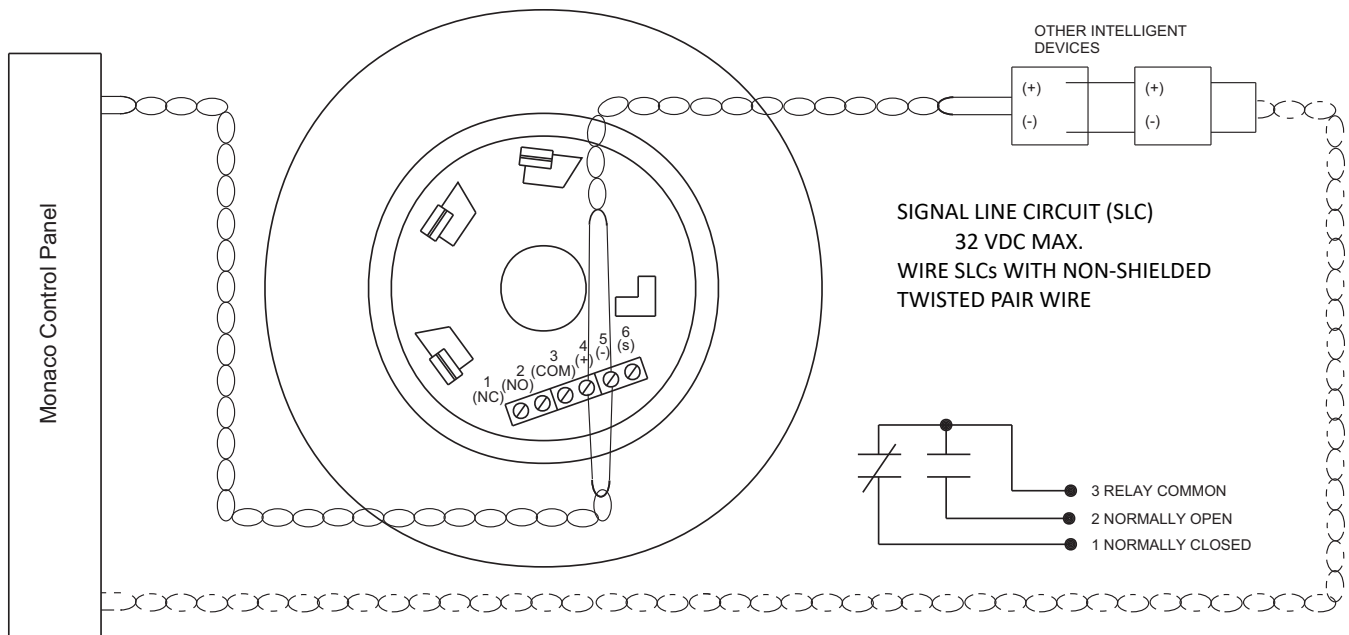 Monaco Control Panel
OTHER INTELLIGENT
DEVICES
(+)
(-)
(+)
(-)
SIGNAL LINE CIRCUIT (SLC)
32 VDC MAX.
WIRE SLCs WITH NON-SHIELDED
TWISTED PAIR WIRE
1
(NC)
2
(NO)
3
(COM)
4
(+)
5
(-)
6
(s)
3 RELAY COMMON
2 NORMALLY OPEN
1 NORMALLY CLOSED